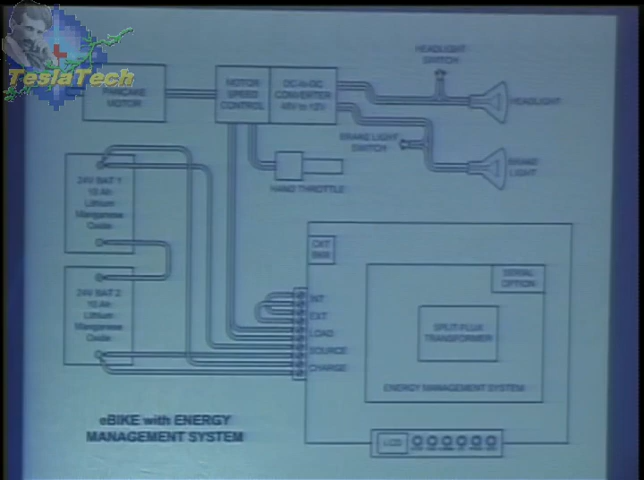 TeslaTech
PANCAKE
MOTOR
MOTOR
SPEED
CONTROL
DC-to-DC
CONVERTER
48V to 12V
HEADLIGHT
SWITCH
HEADLIGHT
BRAKE LIGHT
SWITCH
BRAKE
LIGHT
HAND THROTTLE
24V BAT 1
10 Ah
Lithium
Manganese
Oxide
24V BAT 2
10 Ah
Lithium
Manganese
Oxide
CKT
BKR
SERIAL
OPTION
INT
EXT
LOAD
SOURCE
CHARGE
SPLIT-FLUX
TRANSFORMER
ENERGY MANAGEMENT SYSTEM
eBIKE with ENERGY
MANAGEMENT SYSTEM
LCD